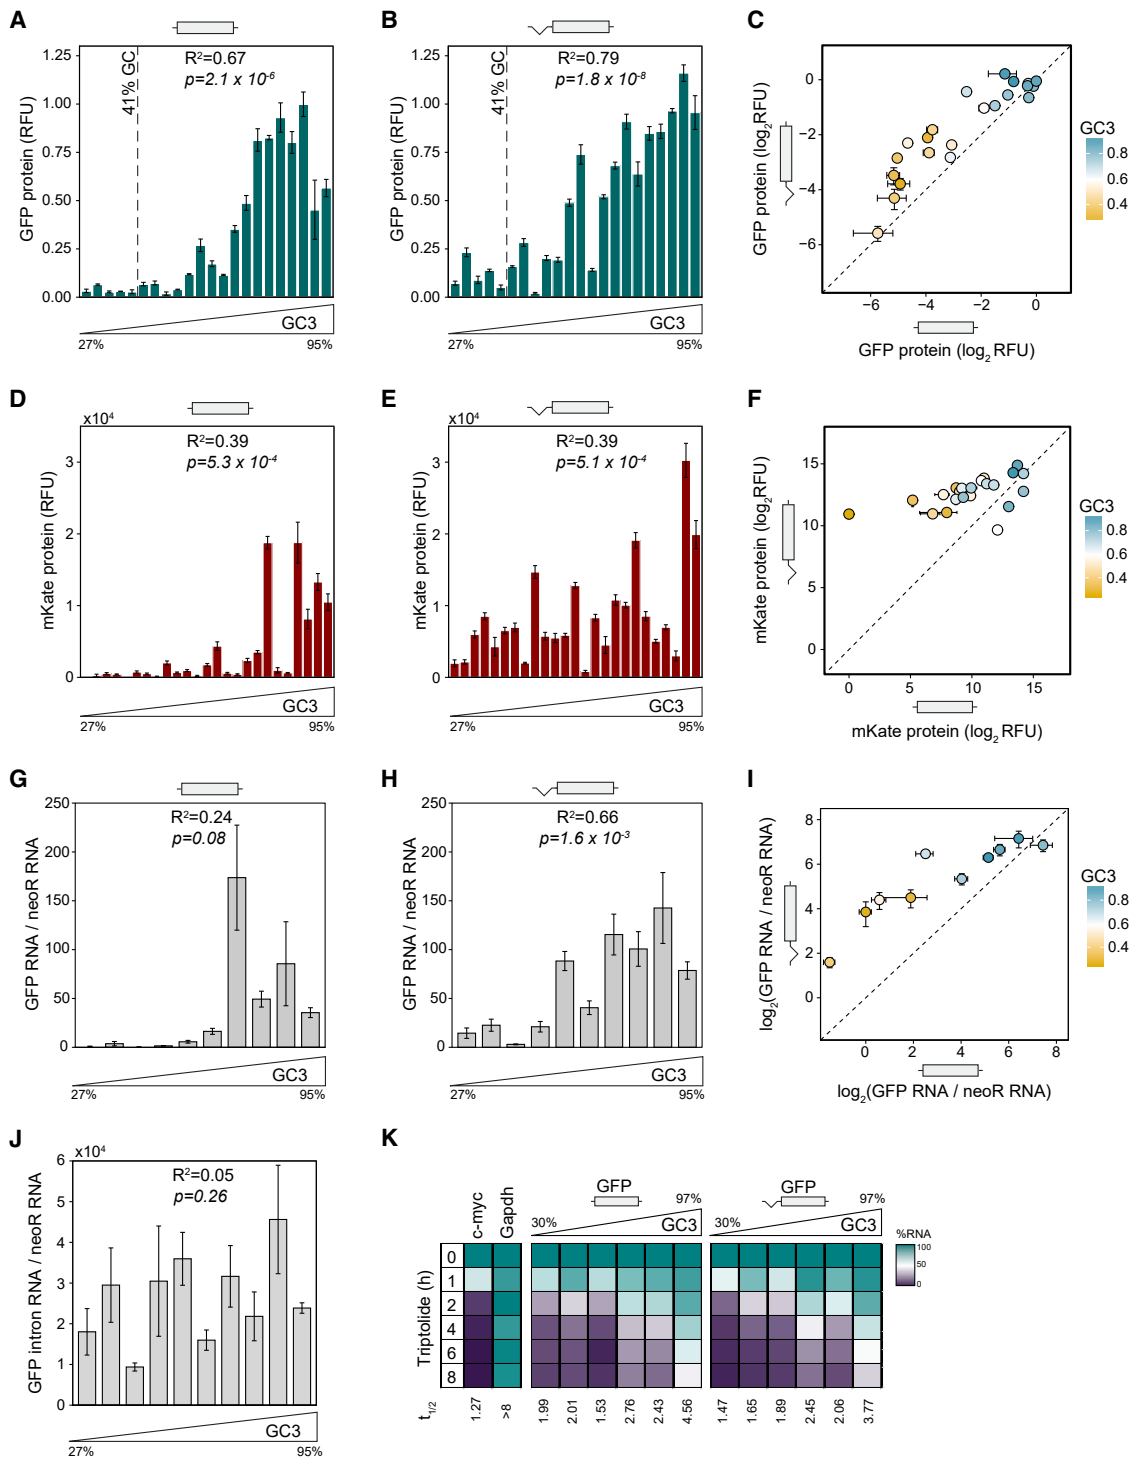 A
R²=0.67
p=2.1 x 10⁻⁶
41% GC
GFP protein (RFU)
1.25
1.00
0.75
0.50
0.25
0.00
GC3
27%
95%
B
R²=0.79
p=1.8 x 10⁻⁸
41% GC
GFP protein (RFU)
1.25
1.00
0.75
0.50
0.25
0.00
GC3
27%
95%
C
GFP protein (log₂RFU)
0
−2
−4
−6
−6
−4
−2
0
GFP protein (log₂RFU)
GC3
0.8
0.6
0.4
D
x10⁴
R²=0.39
p=5.3 x 10⁻⁴
mKate protein (RFU)
3
2
1
0
GC3
27%
95%
E
x10⁴
R²=0.39
p=5.1 x 10⁻⁴
mKate protein (RFU)
3
2
1
0
GC3
27%
95%
F
mKate protein (log₂RFU)
15
10
5
0
0
5
10
15
mKate protein (log₂RFU)
GC3
0.8
0.6
0.4
G
R²=0.24
p=0.08
GFP RNA / neoR RNA
250
200
150
100
50
0
GC3
27%
95%
H
R²=0.66
p=1.6 x 10⁻³
GFP RNA / neoR RNA
250
200
150
100
50
0
GC3
27%
95%
I
log₂(GFP RNA / neoR RNA)
8
6
4
2
0
0
2
4
6
8
log₂(GFP RNA / neoR RNA)
GC3
0.8
0.6
0.4
J
x10⁴
R²=0.05
p=0.26
GFP intron RNA / neoR RNA
6
5
4
3
2
1
0
GC3
27%
95%
K
c-myc
Gapdh
GFP
30%
97%
GC3
GFP
30%
97%
GC3
%RNA
100
50
0
Triptolide (h)
0
1
2
4
6
8
t₁/₂
1.27
>8
1.99
2.01
1.53
2.76
2.43
4.56
1.47
1.65
1.89
2.45
2.06
3.77